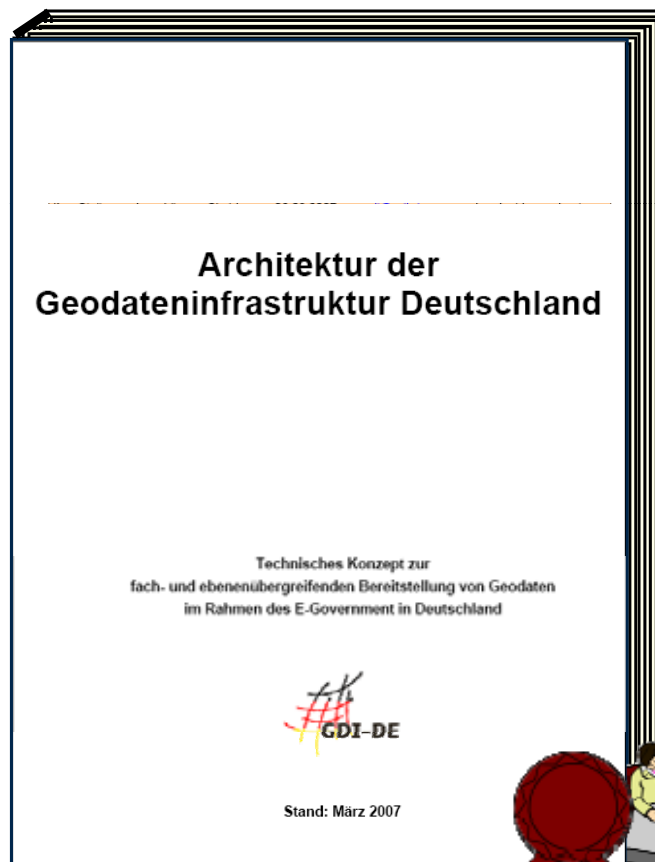 Architektur der
Geodateninfrastruktur Deutschland
Technisches Konzept zur
fach- und ebenenübergreifenden Bereitstellung von Geodaten
im Rahmen des E-Government in Deutschland
GDI-DE
Stand: März 2007